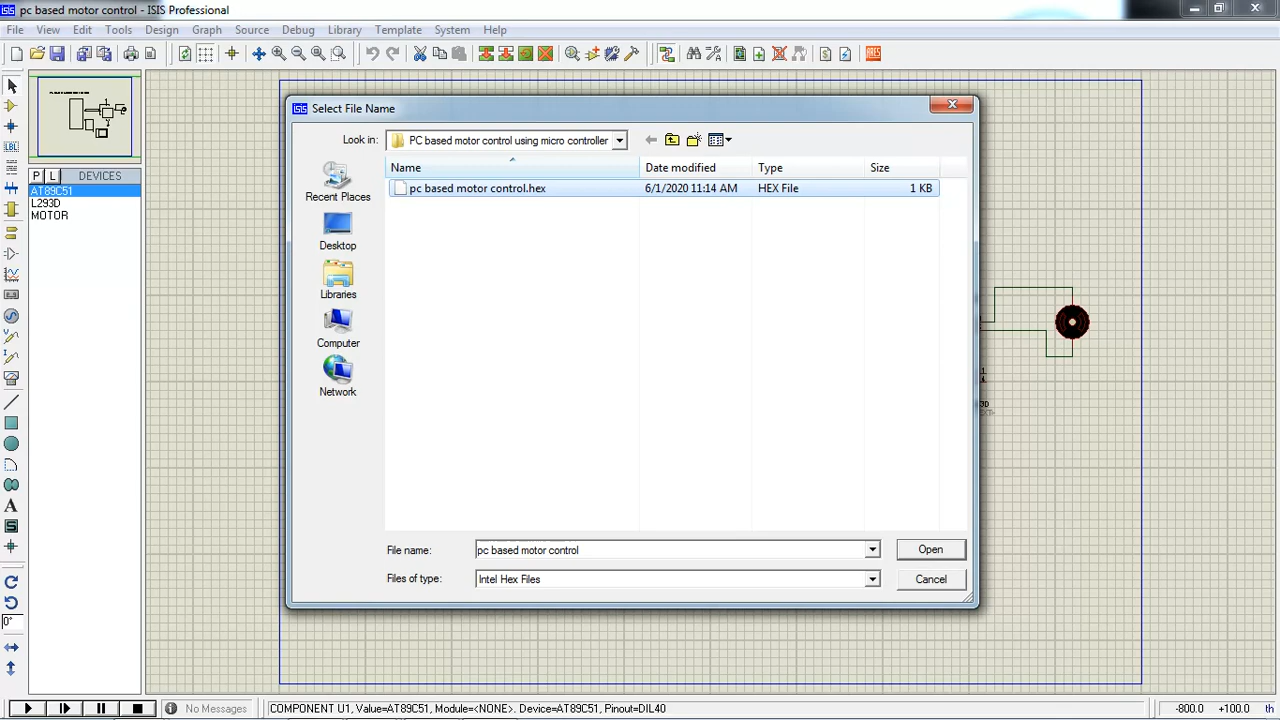 pc based motor control - ISIS Professional
File View Edit Tools Design Graph Source Debug Library Template System Help
ARES
LBL
P L DEVICES
AT89C51
L293D
MOTOR
Select File Name
Look in: PC based motor control using micro controller
Name Date modified Type Size
pc based motor control.hex 6/1/2020 11:14 AM HEX File 1 KB
Recent Places
Desktop
Libraries
Computer
Network
File name: pc based motor control Open
Files of type: Intel Hex Files Cancel
A
0°
No Messages COMPONENT U1, Value=AT89C51, Module=<NONE>. Device=AT89C51, Pinout=DIL40 -800.0 +100.0 th